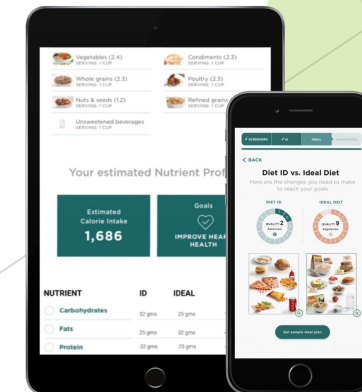 Vegetables (2.4)
SERVING: 1 CUP
Condiments (2.3)
SERVING: 1 CUP
Whole grains (2.3)
SERVING: 1 CUP
Poultry (2.3)
SERVING: 1 CUP
Nuts & seeds (1.2)
SERVING: 1 CUP
Refined grain
SERVING: 1 CUP
Unsweetened beverages
SERVING: 1 CUP
Your estimated Nutrient Prof
Estimated
Calorie Intake
1,686
Goals
IMPROVE HEAR
HEALTH
NUTRIENT ID IDEAL
Carbohydrates 32 gms 25 gms
Fats 25 gms 32 gms
Protein 32 gms 25 gms
ID IDEAL
< BACK
Diet ID vs. Ideal Diet
Here are the changes you need to make
to reach your goals
DIET ID IDEAL DIET
QUALITY 2
QUALITY 9
Get sample meal plan